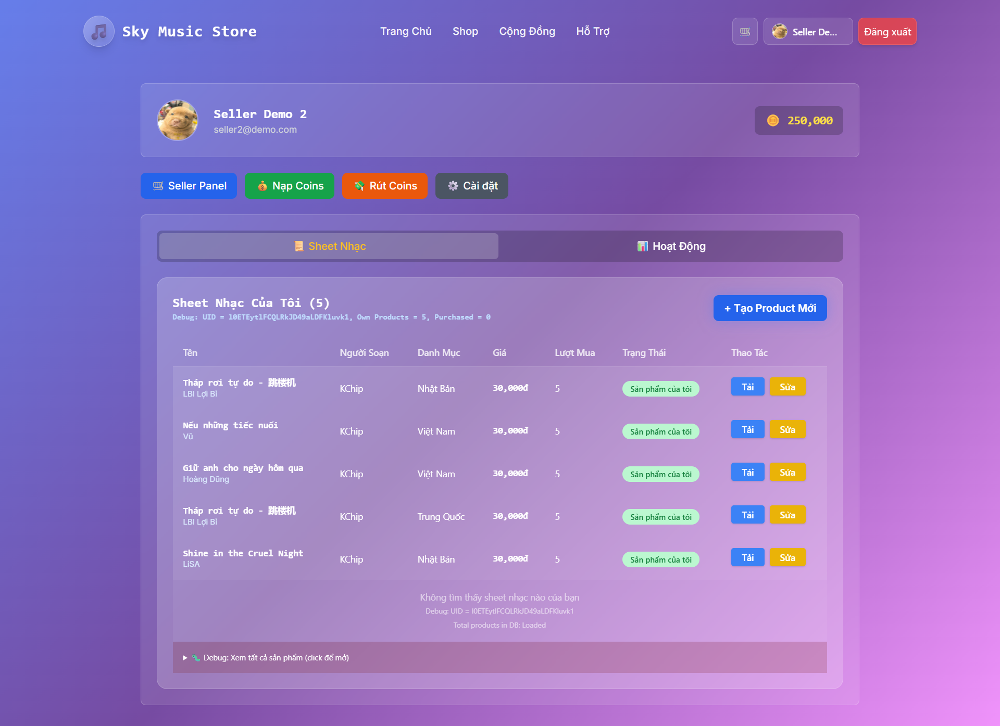 Sky Music Store
Trang Chủ
Shop
Cộng Đồng
Hỗ Trợ
Seller De...
Đăng xuất
Seller Demo 2
seller2@demo.com
250,000
Seller Panel
Nạp Coins
Rút Coins
Cài đặt
Sheet Nhạc
Hoạt Động
Sheet Nhạc Của Tôi (5)
Debug: UID = l0ETEytlFCQLRkJD49aLDFKluvk1, Own Products = 5, Purchased = 0
+ Tạo Product Mới
Tên Người Soạn Danh Mục Giá Lượt Mua Trạng Thái Thao Tác
Tháp rơi tự do - 跳楼机
LBI Lợi Bỉ
KChip Nhật Bản 30,000đ 5 Sản phẩm của tôi Tải Sửa
Nếu những tiếc nuối
Vũ
KChip Việt Nam 30,000đ 5 Sản phẩm của tôi Tải Sửa
Giữ anh cho ngày hôm qua
Hoàng Dũng
KChip Việt Nam 30,000đ 5 Sản phẩm của tôi Tải Sửa
Tháp rơi tự do - 跳楼机
LBI Lợi Bỉ
KChip Trung Quốc 30,000đ 5 Sản phẩm của tôi Tải Sửa
Shine in the Cruel Night
LiSA
KChip Nhật Bản 30,000đ 5 Sản phẩm của tôi Tải Sửa
Không tìm thấy sheet nhạc nào của bạn
Debug: UID = l0ETEytlFCQLRkJD49aLDFKluvk1
Total products in DB: Loaded
Debug: Xem tất cả sản phẩm (click để mở)